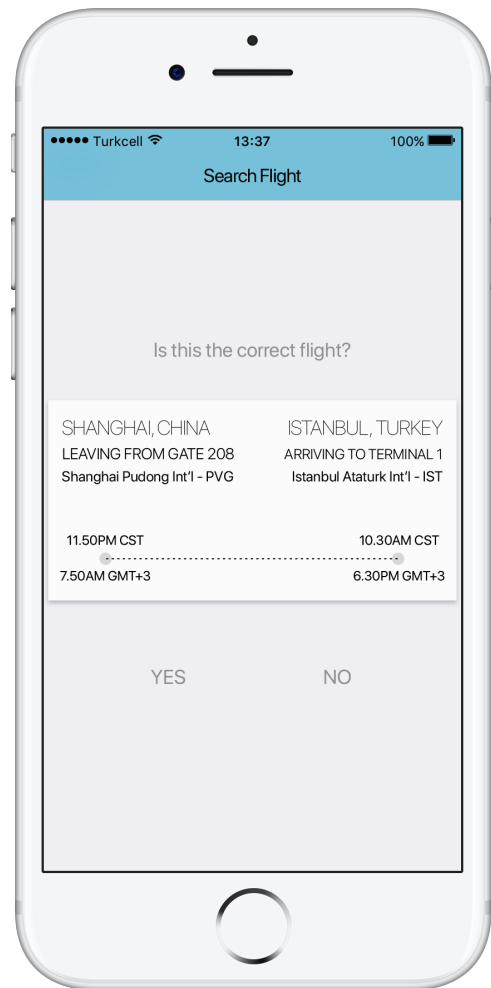 ●●●●● Turkcell 13:37 100%
Search Flight
Is this the correct flight?
SHANGHAI, CHINA ISTANBUL, TURKEY
LEAVING FROM GATE 208 ARRIVING TO TERMINAL 1
Shanghai Pudong Int'l - PVG Istanbul Ataturk Int'l - IST
11.50PM CST 10.30AM CST
7.50AM GMT+3 6.30PM GMT+3
YES NO